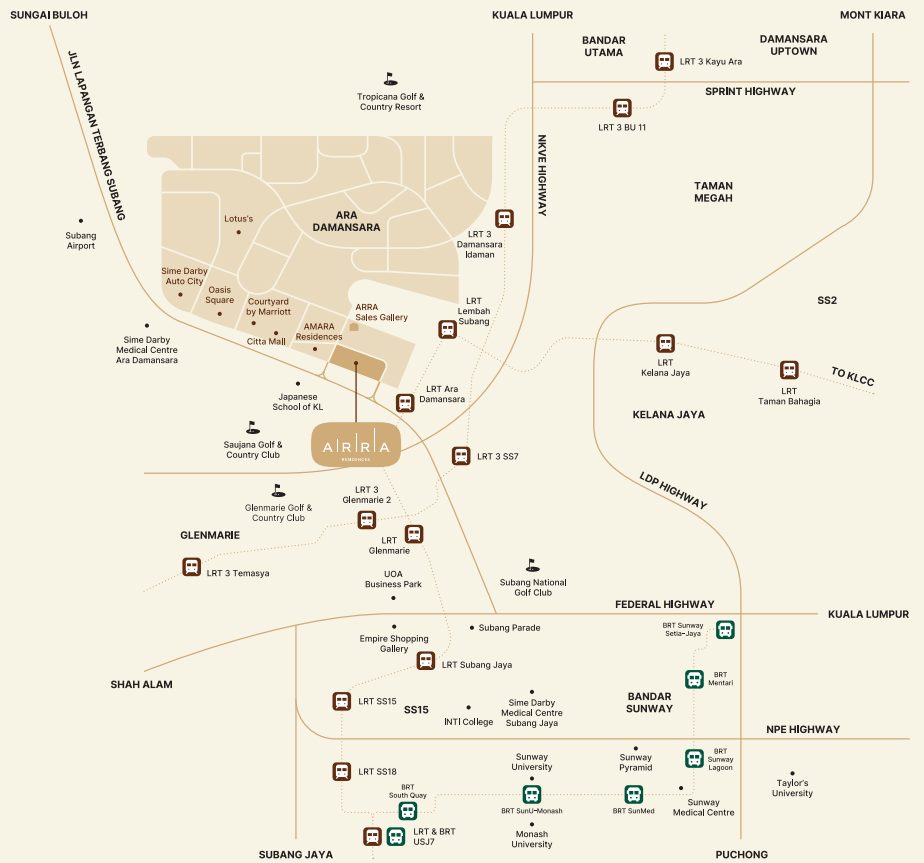 SUNGAI BULOH
KUALA LUMPUR
MONT KIARA
BANDAR
UTAMA
DAMANSARA
UPTOWN
LRT 3 Kayu Ara
SPRINT HIGHWAY
JLN LAPANGAN TERBANG SUBANG
Tropicana Golf &
Country Resort
LRT 3 BU 11
NKVE HIGHWAY
TAMAN
MEGAH
ARA
DAMANSARA
Lotus's
Subang
Airport
LRT 3
Damansara
Idaman
Sime Darby
Auto City
Oasis
Square
Courtyard
by Marriott
Citta Mall
AMARA
Residences
ARRA
Sales Gallery
LRT
Lembah
Subang
SS2
Sime Darby
Medical Centre
Ara Damansara
LRT
Kelana Jaya
TO KLCC
LRT
Taman Bahagia
Japanese
School of KL
LRT Ara
Damansara
KELANA JAYA
Saujana Golf &
Country Club
ARRA
RESIDENCES
LRT 3 SS7
LDP HIGHWAY
Glenmarie Golf &
Country Club
LRT 3
Glenmarie 2
GLENMARIE
LRT
Glenmarie
LRT 3 Temasya
UOA
Business Park
Subang National
Golf Club
FEDERAL HIGHWAY
KUALA LUMPUR
Empire Shopping
Gallery
Subang Parade
BRT Sunway
Setia-Jaya
LRT Subang Jaya
SHAH ALAM
BRT
Mentari
LRT SS15
SS15
INTI College
Sime Darby
Medical Centre
Subang Jaya
BANDAR
SUNWAY
NPE HIGHWAY
LRT SS18
Sunway
University
Sunway
Pyramid
BRT
Sunway
Lagoon
BRT
South Quay
BRT SunU-Monash
BRT SunMed
Sunway
Medical Centre
Taylor's
University
LRT & BRT
USJ7
Monash
University
SUBANG JAYA
PUCHONG